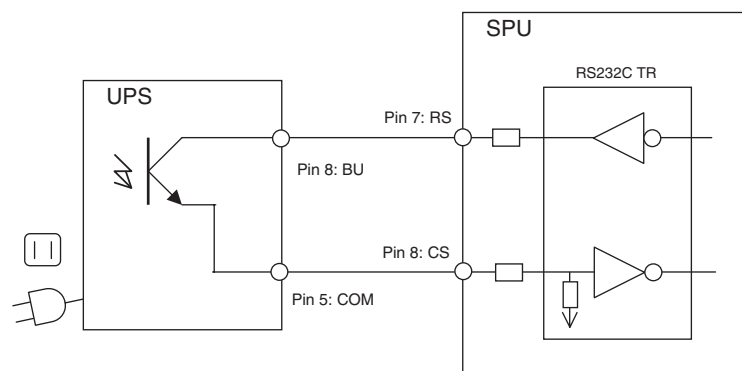 SPU
RS232C TR
UPS
Pin 7: RS
Pin 8: BU
Pin 8: CS
Pin 5: COM